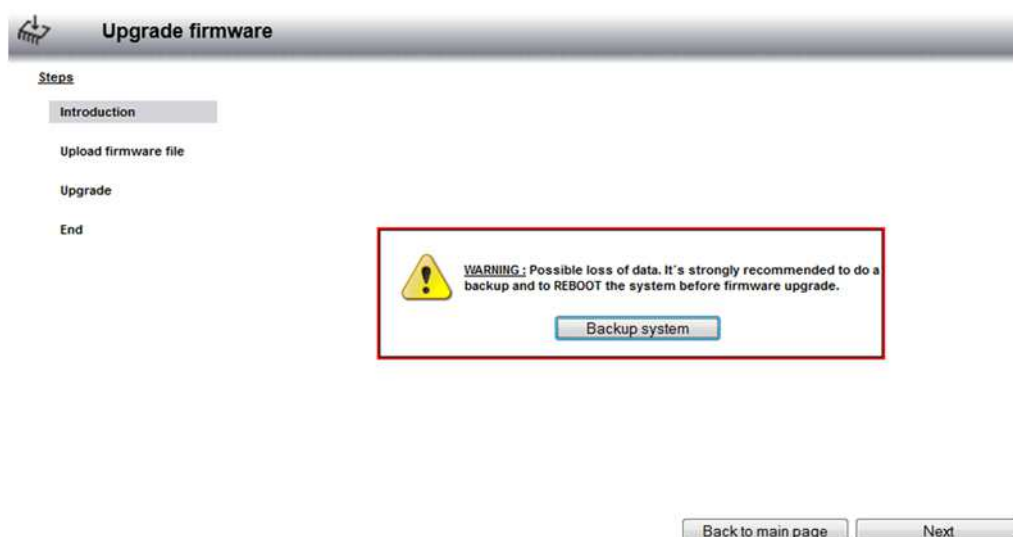 Upgrade firmware
Steps
Introduction
Upload firmware file
Upgrade
End
WARNING : Possible loss of data. It's strongly recommended to do a
backup and to REBOOT the system before firmware upgrade.
Backup system
Back to main page
Next